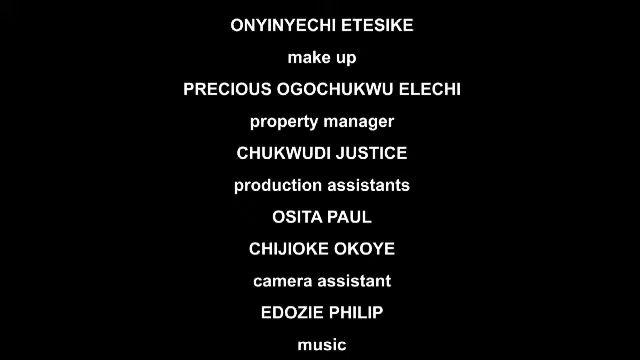 ONYINYECHI ETESIKE
make up
PRECIOUS OGOCHUKWU ELECHI
property manager
CHUKWUDI JUSTICE
production assistants
OSITA PAUL
CHIJIOKE OKOYE
camera assistant
EDOZIE PHILIP
music